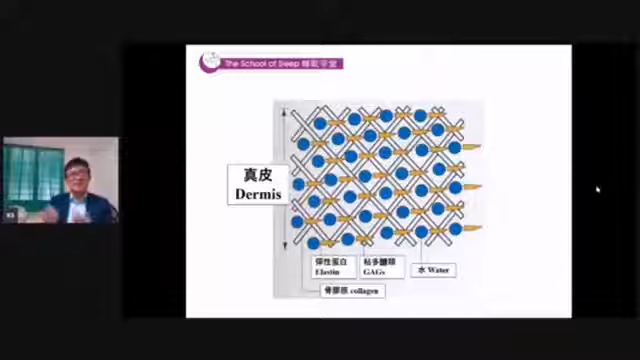 The School of Sleep 睡眠學堂
真皮
Dermis
彈性蛋白
Elastin
粘多醣類
GAGs
水 Water
骨膠原 collagen